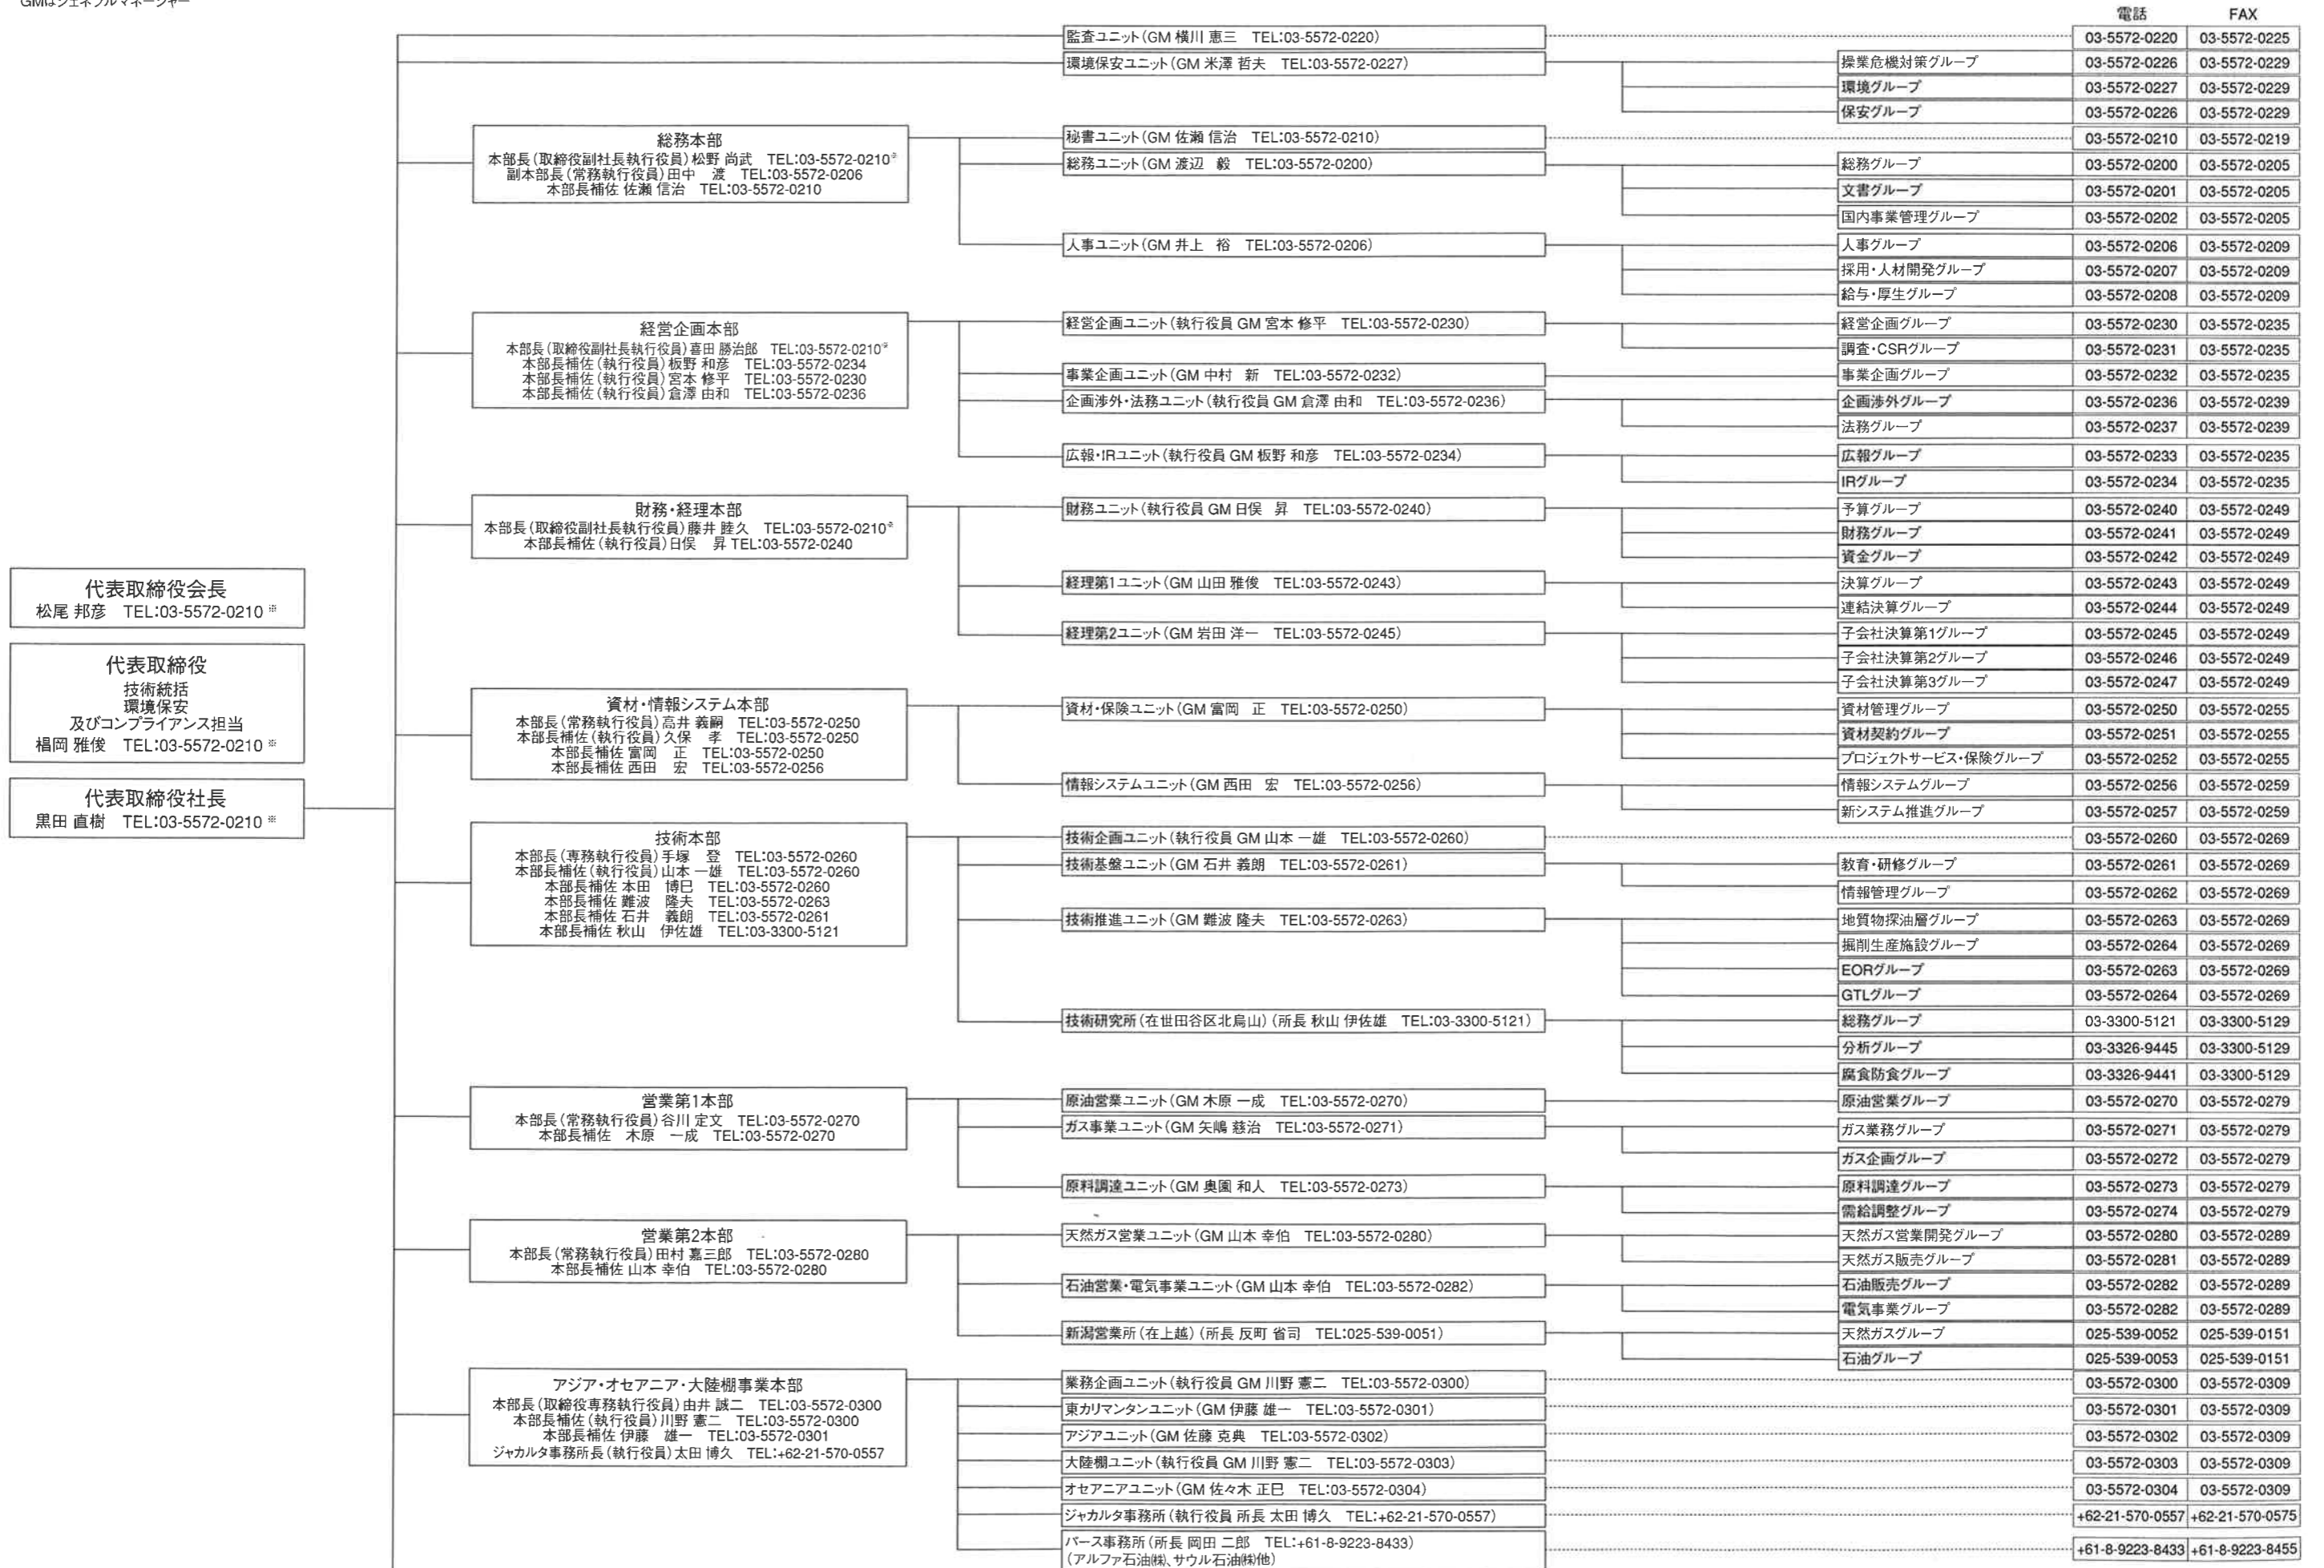 GMはジェネラルマネージャー
電話 FAX
監査ユニット(GM 横川 恵三 TEL:03-5572-0220) 03-5572-0220 03-5572-0225
環境保安ユニット(GM 米澤 哲夫 TEL:03-5572-0227) 操業危機対策グループ 03-5572-0226 03-5572-0229
環境グループ 03-5572-0227 03-5572-0229
保安グループ 03-5572-0226 03-5572-0229
総務本部
本部長(取締役副社長執行役員)松野 尚武 TEL:03-5572-0210※
副本部長(常務執行役員)田中 渡 TEL:03-5572-0206
本部長補佐 佐瀬 信治 TEL:03-5572-0210
秘書ユニット(GM 佐瀬 信治 TEL:03-5572-0210) 03-5572-0210 03-5572-0219
総務ユニット(GM 渡辺 毅 TEL:03-5572-0200) 総務グループ 03-5572-0200 03-5572-0205
文書グループ 03-5572-0201 03-5572-0205
国内事業管理グループ 03-5572-0202 03-5572-0205
人事ユニット(GM 井上 裕 TEL:03-5572-0206) 人事グループ 03-5572-0206 03-5572-0209
採用・人材開発グループ 03-5572-0207 03-5572-0209
給与・厚生グループ 03-5572-0208 03-5572-0209
経営企画本部
本部長(取締役副社長執行役員)喜田 勝治郎 TEL:03-5572-0210※
本部長補佐(執行役員)板野 和彦 TEL:03-5572-0234
本部長補佐(執行役員)宮本 修平 TEL:03-5572-0230
本部長補佐(執行役員)倉澤 由和 TEL:03-5572-0236
経営企画ユニット(執行役員 GM 宮本 修平 TEL:03-5572-0230) 経営企画グループ 03-5572-0230 03-5572-0235
調査・CSRグループ 03-5572-0231 03-5572-0235
事業企画ユニット(GM 中村 新 TEL:03-5572-0232) 事業企画グループ 03-5572-0232 03-5572-0235
企画渉外・法務ユニット(執行役員 GM 倉澤 由和 TEL:03-5572-0236) 企画渉外グループ 03-5572-0236 03-5572-0239
法務グループ 03-5572-0237 03-5572-0239
広報・IRユニット(執行役員 GM 板野 和彦 TEL:03-5572-0234) 広報グループ 03-5572-0233 03-5572-0235
IRグループ 03-5572-0234 03-5572-0235
財務・経理本部
本部長(取締役副社長執行役員)藤井 睦久 TEL:03-5572-0210※
本部長補佐(執行役員)日俣 昇 TEL:03-5572-0240
財務ユニット(執行役員 GM 日俣 昇 TEL:03-5572-0240) 予算グループ 03-5572-0240 03-5572-0249
財務グループ 03-5572-0241 03-5572-0249
資金グループ 03-5572-0242 03-5572-0249
経理第1ユニット(GM 山田 雅俊 TEL:03-5572-0243) 決算グループ 03-5572-0243 03-5572-0249
連結決算グループ 03-5572-0244 03-5572-0249
経理第2ユニット(GM 岩田 洋一 TEL:03-5572-0245) 子会社決算第1グループ 03-5572-0245 03-5572-0249
子会社決算第2グループ 03-5572-0246 03-5572-0249
子会社決算第3グループ 03-5572-0247 03-5572-0249
代表取締役会長
松尾 邦彦 TEL:03-5572-0210※
代表取締役
技術統括
環境保安
及びコンプライアンス担当
椙岡 雅俊 TEL:03-5572-0210※
代表取締役社長
黒田 直樹 TEL:03-5572-0210※
資材・情報システム本部
本部長(常務執行役員)高井 義嗣 TEL:03-5572-0250
本部長補佐(執行役員)久保 孝 TEL:03-5572-0250
本部長補佐 富岡 正 TEL:03-5572-0250
本部長補佐 西田 宏 TEL:03-5572-0256
資材・保険ユニット(GM 富岡 正 TEL:03-5572-0250) 資材管理グループ 03-5572-0250 03-5572-0255
資材契約グループ 03-5572-0251 03-5572-0255
プロジェクトサービス・保険グループ 03-5572-0252 03-5572-0255
情報システムユニット(GM 西田 宏 TEL:03-5572-0256) 情報システムグループ 03-5572-0256 03-5572-0259
新システム推進グループ 03-5572-0257 03-5572-0259
技術本部
本部長(専務執行役員)手塚 登 TEL:03-5572-0260
本部長補佐(執行役員)山本 一雄 TEL:03-5572-0260
本部長補佐 本田 博巳 TEL:03-5572-0260
本部長補佐 難波 隆夫 TEL:03-5572-0263
本部長補佐 石井 義朗 TEL:03-5572-0261
本部長補佐 秋山 伊佐雄 TEL:03-3300-5121
技術企画ユニット(執行役員 GM 山本 一雄 TEL:03-5572-0260) 03-5572-0260 03-5572-0269
技術基盤ユニット(GM 石井 義朗 TEL:03-5572-0261) 教育・研修グループ 03-5572-0261 03-5572-0269
情報管理グループ 03-5572-0262 03-5572-0269
技術推進ユニット(GM 難波 隆夫 TEL:03-5572-0263) 地質物探油層グループ 03-5572-0263 03-5572-0269
掘削生産施設グループ 03-5572-0264 03-5572-0269
EORグループ 03-5572-0263 03-5572-0269
GTLグループ 03-5572-0264 03-5572-0269
技術研究所(在世田谷区北烏山)(所長 秋山 伊佐雄 TEL:03-3300-5121) 総務グループ 03-3300-5121 03-3300-5129
分析グループ 03-3326-9445 03-3300-5129
腐食防食グループ 03-3326-9441 03-3300-5129
営業第1本部
本部長(常務執行役員)谷川 定文 TEL:03-5572-0270
本部長補佐 木原 一成 TEL:03-5572-0270
原油営業ユニット(GM 木原 一成 TEL:03-5572-0270) 原油営業グループ 03-5572-0270 03-5572-0279
ガス事業ユニット(GM 矢嶋 慈治 TEL:03-5572-0271) ガス業務グループ 03-5572-0271 03-5572-0279
ガス企画グループ 03-5572-0272 03-5572-0279
原料調達ユニット(GM 奥園 和人 TEL:03-5572-0273) 原料調達グループ 03-5572-0273 03-5572-0279
需給調整グループ 03-5572-0274 03-5572-0279
営業第2本部
本部長(常務執行役員)田村 嘉三郎 TEL:03-5572-0280
本部長補佐 山本 幸伯 TEL:03-5572-0280
天然ガス営業ユニット(GM 山本 幸伯 TEL:03-5572-0280) 天然ガス営業開発グループ 03-5572-0280 03-5572-0289
天然ガス販売グループ 03-5572-0281 03-5572-0289
石油営業・電気事業ユニット(GM 山本 幸伯 TEL:03-5572-0282) 石油販売グループ 03-5572-0282 03-5572-0289
電気事業グループ 03-5572-0282 03-5572-0289
新潟営業所(在上越)(所長 反町 省司 TEL:025-539-0051) 天然ガスグループ 025-539-0052 025-539-0151
石油グループ 025-539-0053 025-539-0151
アジア・オセアニア・大陸棚事業本部
本部長(取締役専務執行役員)由井 誠二 TEL:03-5572-0300
本部長補佐(執行役員)川野 憲二 TEL:03-5572-0300
本部長補佐 伊藤 雄一 TEL:03-5572-0301
ジャカルタ事務所長(執行役員)太田 博久 TEL:+62-21-570-0557
業務企画ユニット(執行役員 GM 川野 憲二 TEL:03-5572-0300) 03-5572-0300 03-5572-0309
東カリマンタンユニット(GM 伊藤 雄一 TEL:03-5572-0301) 03-5572-0301 03-5572-0309
アジアユニット(GM 佐藤 克典 TEL:03-5572-0302) 03-5572-0302 03-5572-0309
大陸棚ユニット(執行役員 GM 川野 憲二 TEL:03-5572-0303) 03-5572-0303 03-5572-0309
オセアニアユニット(GM 佐々木 正巳 TEL:03-5572-0304) 03-5572-0304 03-5572-0309
ジャカルタ事務所(執行役員 所長 太田 博久 TEL:+62-21-570-0557) +62-21-570-0557 +62-21-570-0575
パース事務所(所長 岡田 二郎 TEL:+61-8-9223-8433) +61-8-9223-8433 +61-8-9223-8455
(アルファ石油㈱、サウル石油㈱他)